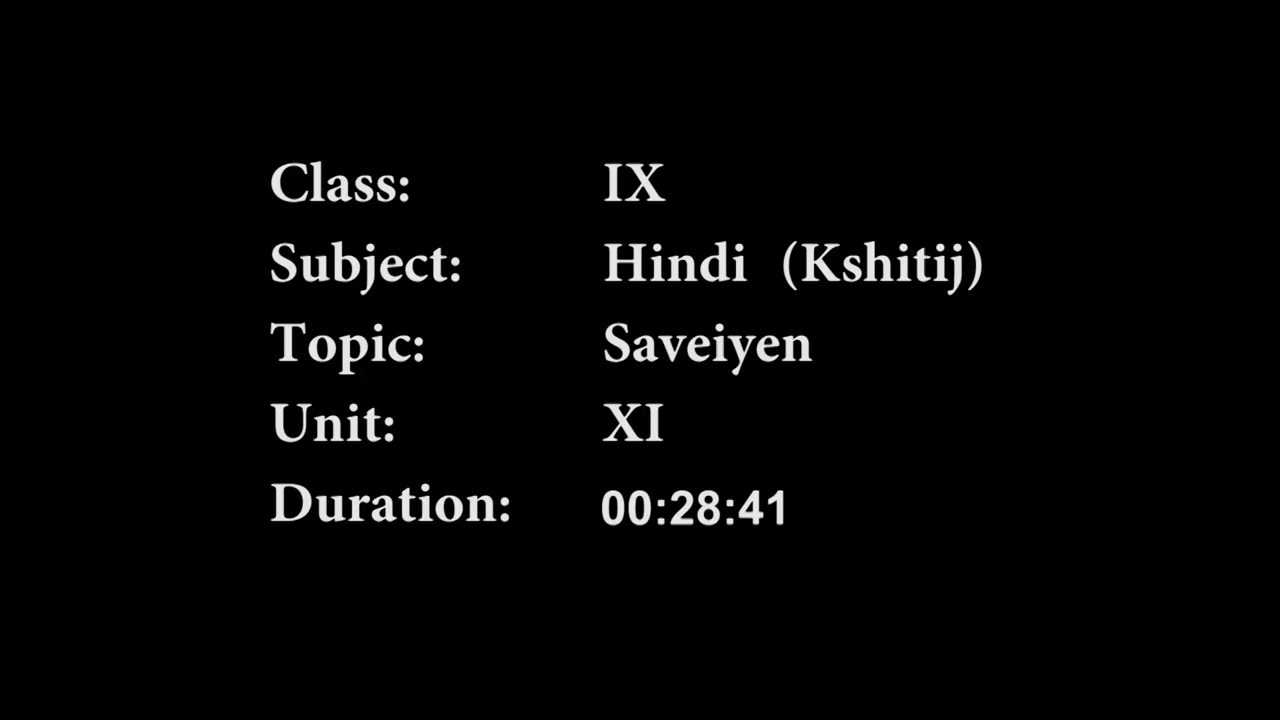 Class: IX
Subject: Hindi (Kshitij)
Topic: Saveiyen
Unit: XI
Duration: 00:28:41